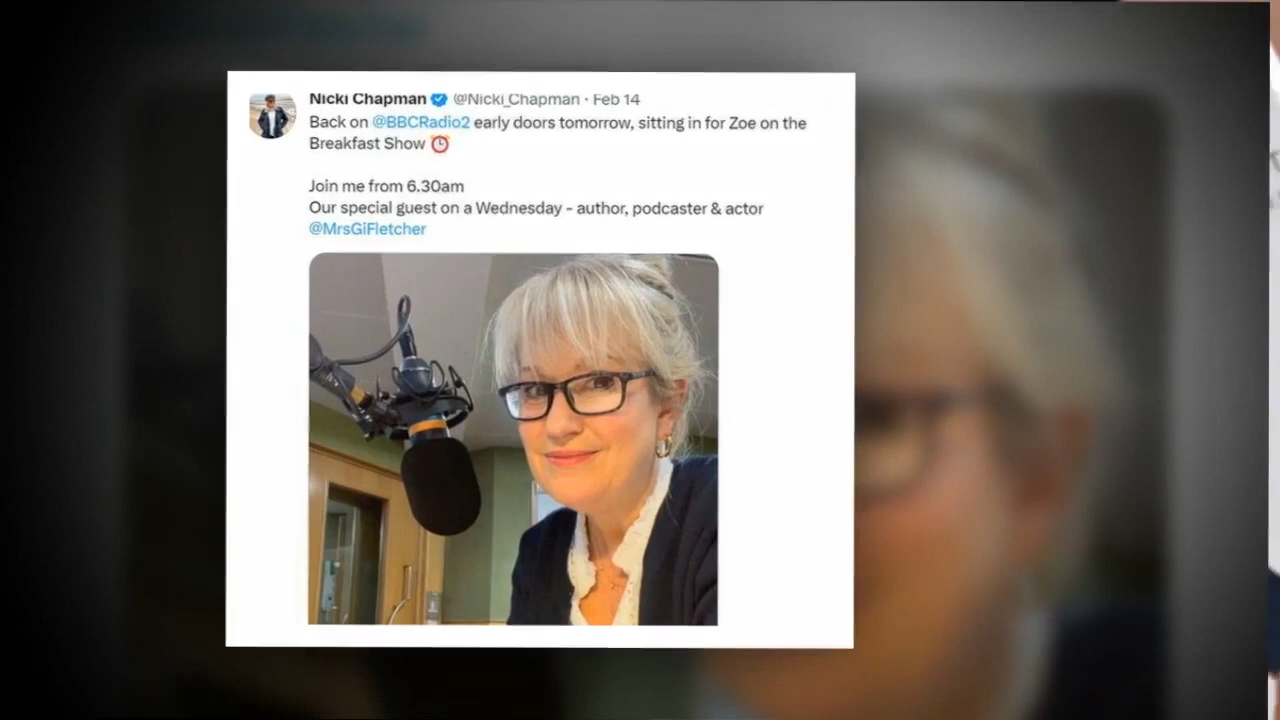 Nicki Chapman @Nicki_Chapman · Feb 14
Back on @BBCRadio2 early doors tomorrow, sitting in for Zoe on the
Breakfast Show
Join me from 6.30am
Our special guest on a Wednesday - author, podcaster & actor
@MrsGiFletcher